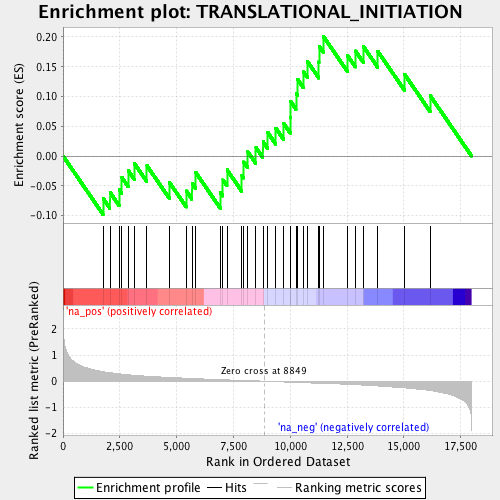 Enrichment plot: TRANSLATIONAL_INITIATION
Enrichment score (ES)
0.20
0.15
0.10
0.05
0.00
-0.05
-0.10
'na_pos' (positively correlated)
Ranked list metric (PreRanked)
2
1
0
-1
-2
Zero cross at 8849
'na_neg' (negatively correlated)
0
2,500
5,000
7,500
10,000
12,500
15,000
17,500
Rank in Ordered Dataset
Enrichment profile
Hits
Ranking metric scores